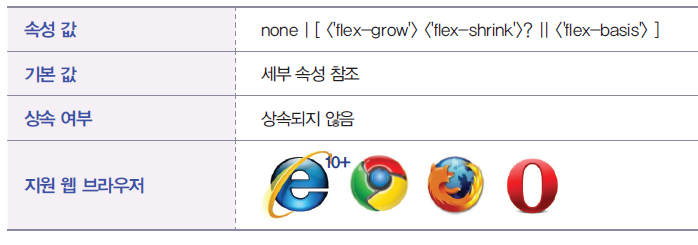 속성 값 none | [ <'flex-grow'> <'flex-shrink'>? || <'flex-basis'> ]
기본 값 세부 속성 참조
상속 여부 상속되지 않음
지원 웹 브라우저 10+